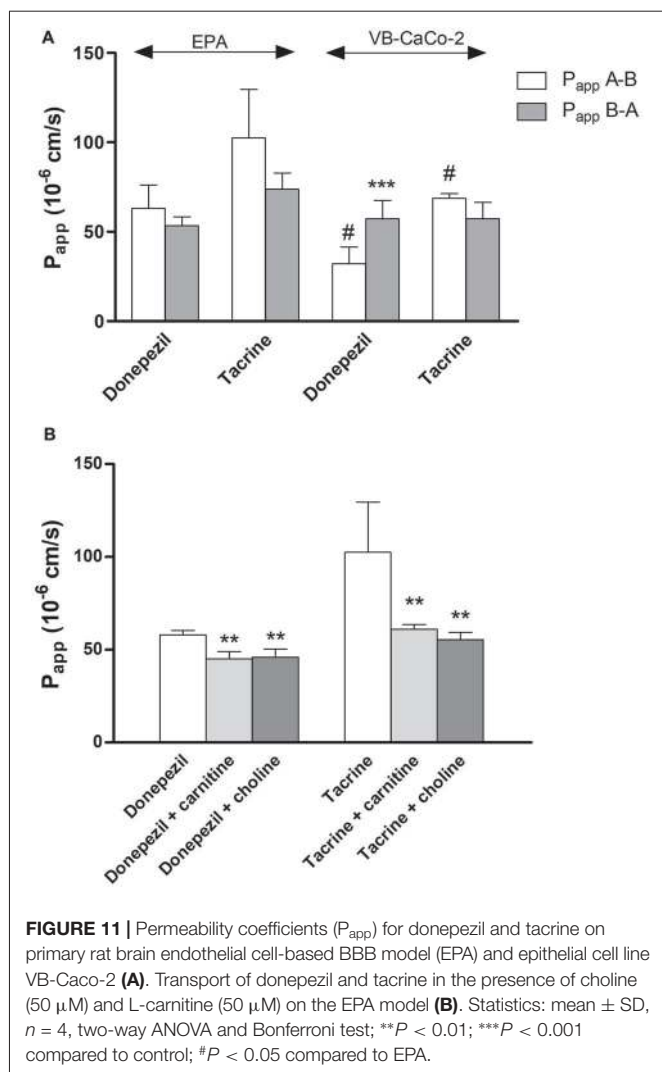 A
EPA
VB-CaCo-2
P_app A-B
P_app B-A
P_app (10^-6 cm/s)
150
100
50
0
#
***
#
Donepezil
Tacrine
Donepezil
Tacrine
B
P_app (10^-6 cm/s)
150
100
50
0
**
**
**
**
Donepezil
Donepezil + carnitine
Donepezil + choline
Tacrine
Tacrine + carnitine
Tacrine + choline
FIGURE 11 | Permeability coefficients (P_app) for donepezil and tacrine on
primary rat brain endothelial cell-based BBB model (EPA) and epithelial cell line
VB-Caco-2 (A). Transport of donepezil and tacrine in the presence of choline
(50 μM) and L-carnitine (50 μM) on the EPA model (B). Statistics: mean ± SD,
n = 4, two-way ANOVA and Bonferroni test; **P < 0.01; ***P < 0.001
compared to control; #P < 0.05 compared to EPA.